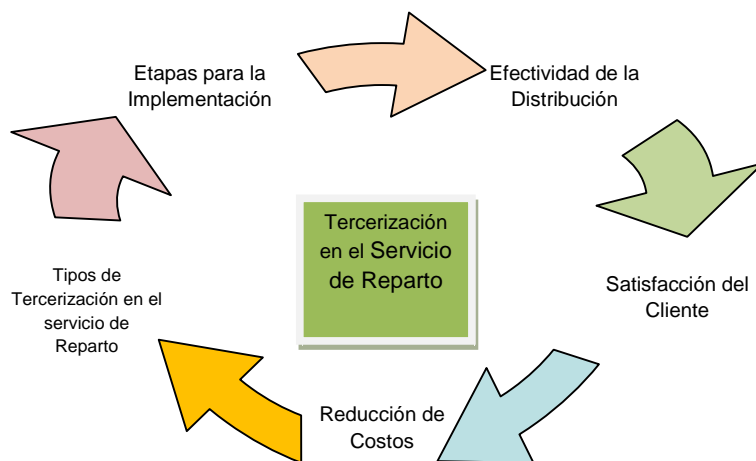 Etapas para la
Implementación
Efectividad de la
Distribución
Tercerización
en el Servicio
de Reparto
Tipos de
Tercerización en el
servicio de
Reparto
Satisfacción del
Cliente
Reducción de
Costos